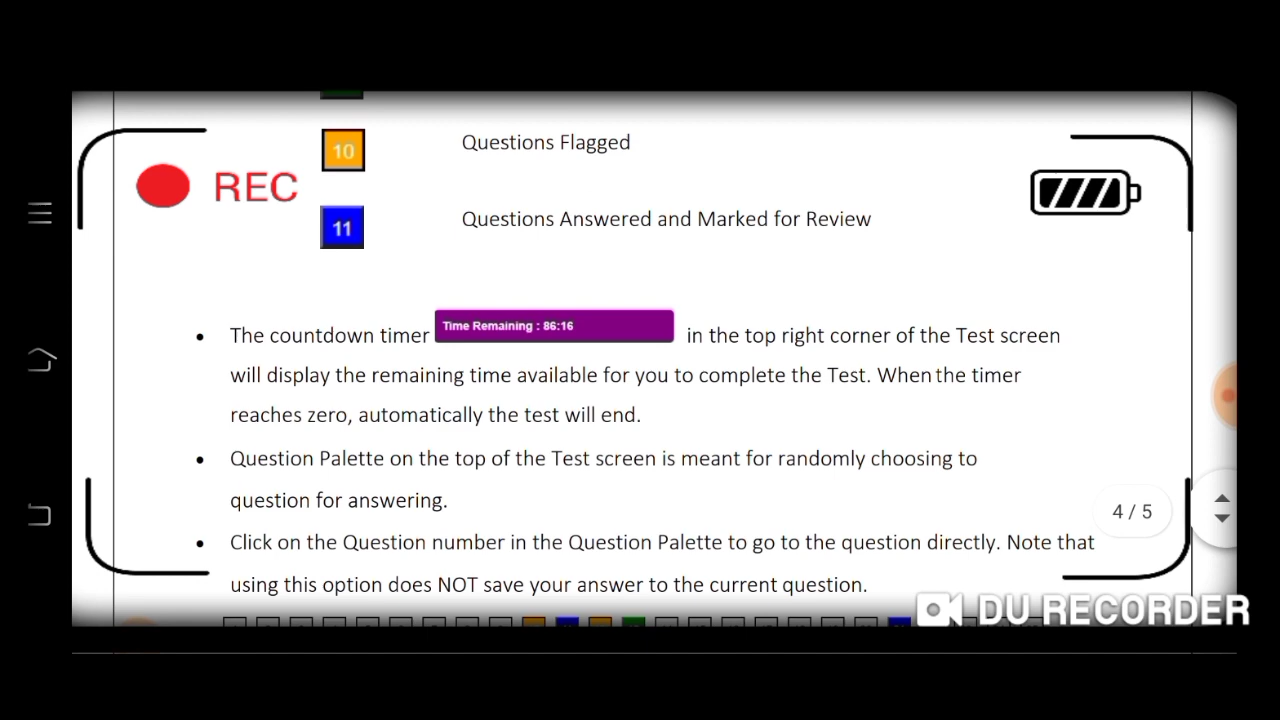 10 Questions Flagged
REC
11 Questions Answered and Marked for Review
The countdown timer Time Remaining : 86:16 in the top right corner of the Test screen
will display the remaining time available for you to complete the Test. When the timer
reaches zero, automatically the test will end.
Question Palette on the top of the Test screen is meant for randomly choosing to
question for answering.
4 / 5
Click on the Question number in the Question Palette to go to the question directly. Note that
using this option does NOT save your answer to the current question.
DU RECORDER